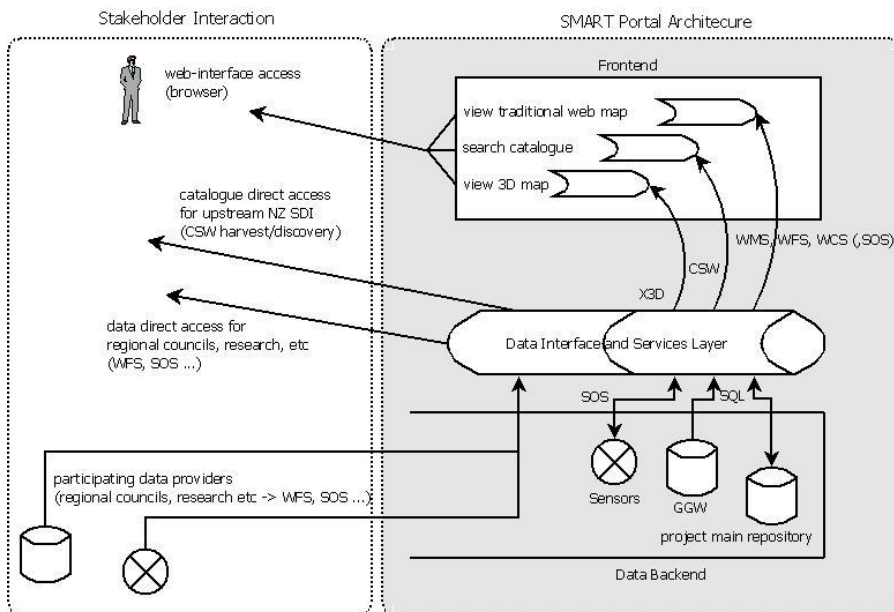 Stakeholder Interaction
SMART Portal Architecure
web-interface access
(browser)
Frontend
view traditional web map
search catalogue
view 3D map
catalogue direct access
for upstream NZ SDI
(CSW harvest/discovery)
WMS, WFS, WCS (,SOS)
CSW
X3D
data direct access for
regional councils, research, etc
(WFS, SOS ...)
Data Interface and Services Layer
SOS
SQL
participating data providers
(regional councils, research etc -> WFS, SOS ...)
Sensors
GGW
project main repository
Data Backend